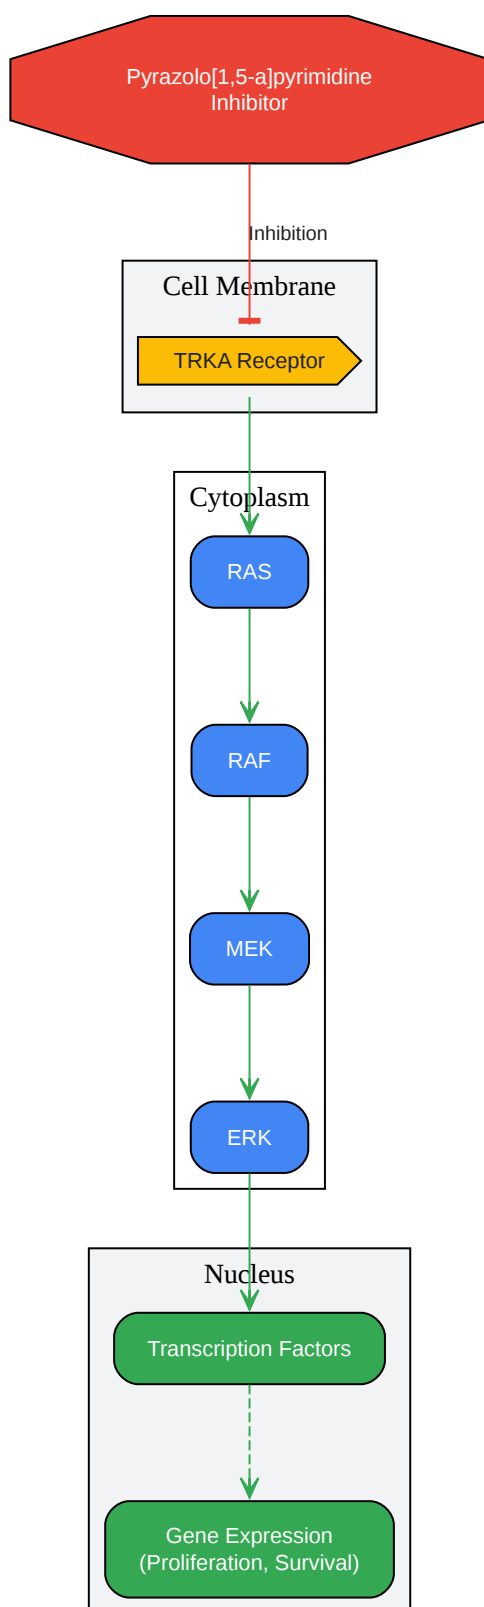 Pyrazolo[1,5-a]pyrimidine
Inhibitor
Inhibition
Cell Membrane
TRKA Receptor
Cytoplasm
RAS
RAF
MEK
ERK
Nucleus
Transcription Factors
Gene Expression
(Proliferation, Survival)